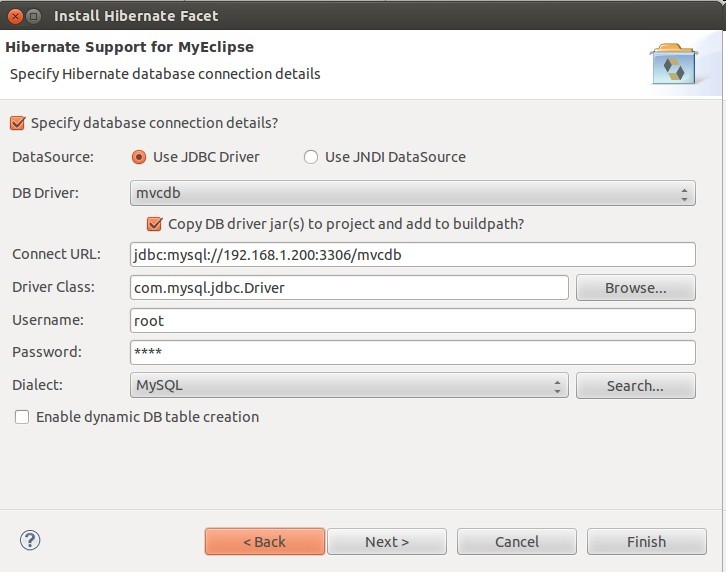 Install Hibernate Facet
Hibernate Support for MyEclipse
Specify Hibernate database connection details
Specify database connection details?
DataSource: Use JDBC Driver Use JNDI DataSource
DB Driver: mvcdb
Copy DB driver jar(s) to project and add to buildpath?
Connect URL: jdbc:mysql://192.168.1.200:3306/mvcdb
Driver Class: com.mysql.jdbc.Driver Browse...
Username: root
Password: ****
Dialect: MySQL Search...
Enable dynamic DB table creation
? < Back Next > Cancel Finish